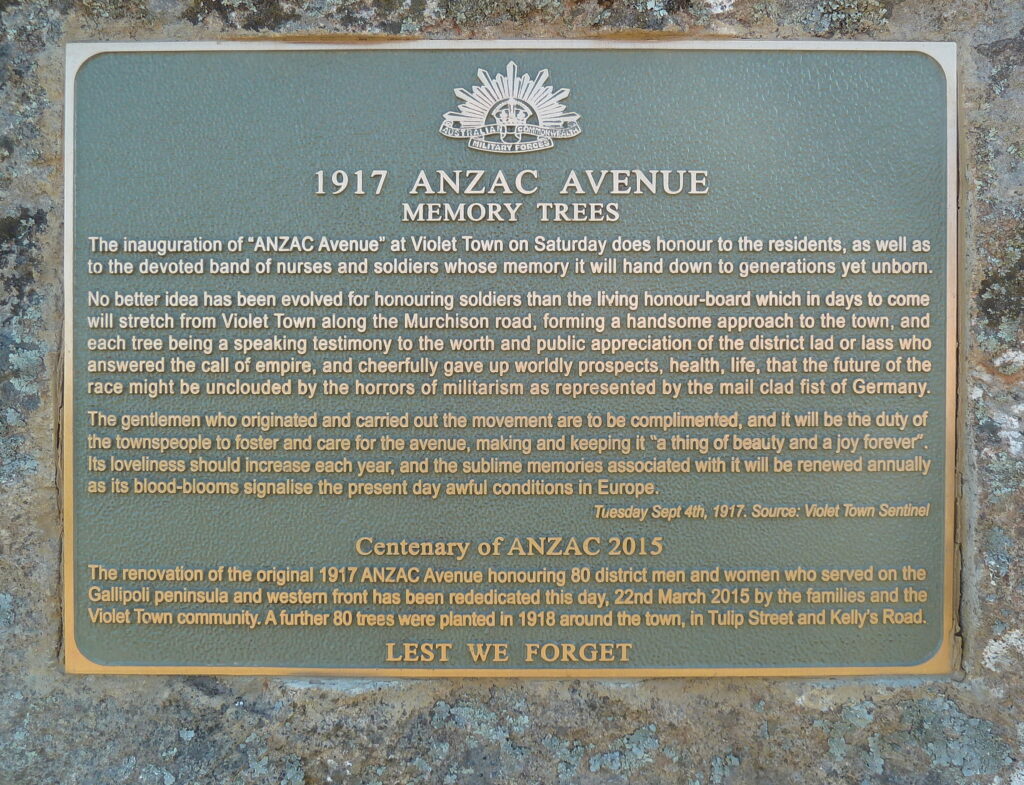 AUSTRALIAN COMMONWEALTH
MILITARY FORCES
1917 ANZAC AVENUE
MEMORY TREES
The inauguration of "ANZAC Avenue" at Violet Town on Saturday does honour to the residents, as well as
to the devoted band of nurses and soldiers whose memory it will hand down to generations yet unborn.
No better idea has been evolved for honouring soldiers than the living honour-board which in days to come
will stretch from Violet Town along the Murchison road, forming a handsome approach to the town, and
each tree being a speaking testimony to the worth and public appreciation of the district lad or lass who
answered the call of empire, and cheerfully gave up worldly prospects, health, life, that the future of the
race might be unclouded by the horrors of militarism as represented by the mail clad fist of Germany.
The gentlemen who originated and carried out the movement are to be complimented, and it will be the duty of
the townspeople to foster and care for the avenue, making and keeping it "a thing of beauty and a joy forever".
Its loveliness should increase each year, and the sublime memories associated with it will be renewed annually
as its blood-blooms signalise the present day awful conditions in Europe.
Tuesday Sept 4th, 1917. Source: Violet Town Sentinel
Centenary of ANZAC 2015
The renovation of the original 1917 ANZAC Avenue honouring 80 district men and women who served on the
Gallipoli peninsula and western front has been rededicated this day, 22nd March 2015 by the families and the
Violet Town community. A further 80 trees were planted in 1918 around the town, in Tulip Street and Kelly's Road.
LEST WE FORGET